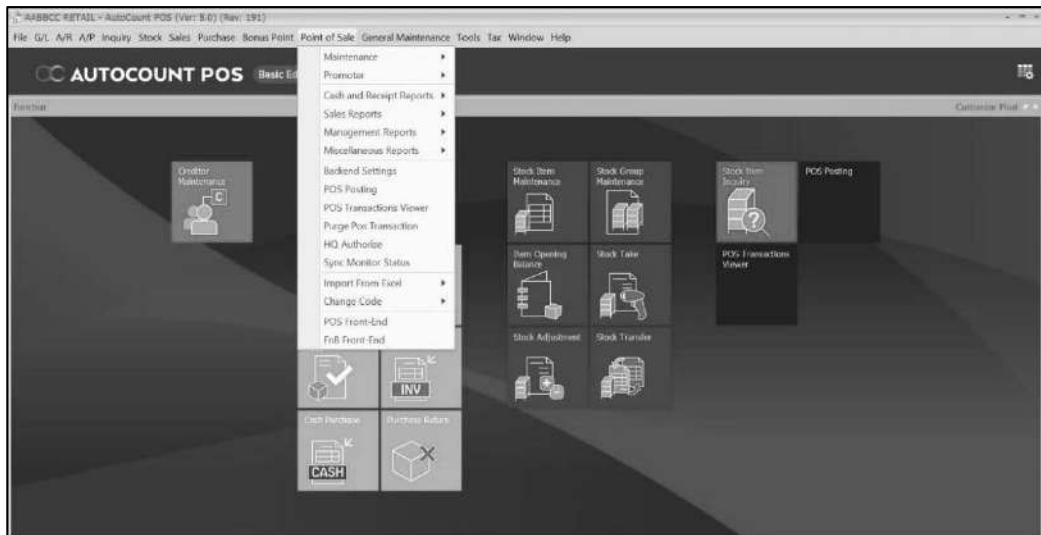 AABBCC RETAIL - AutoCount POS (Ver: 5.0) (Rev: 191)
File G/L A/R A/P Inquiry Stock Sales Purchase Bonus Point Point of Sale General Maintenance Tools Tax Window Help
AUTOCOUNT POS Basic Ed
Maintenance
Promoter
Cash and Receipt Reports
Sales Reports
Management Reports
Miscellaneous Reports
Backend Settings
POS Posting
POS Transactions Viewer
Purge Pos Transaction
HQ Authorise
Sync Monitor Status
Import From Excel
Change Code
POS Front-End
FnB Front-End
Creditor
Maintenance
C
INV
Cash Purchase
Purchase Return
CASH
Stock Item
Maintenance
Stock Group
Maintenance
Item Opening
Balance
Stock Take
Stock Adjustment
Stock Transfer
Stock Item
Inquiry
POS Posting
POS Transactions
Viewer